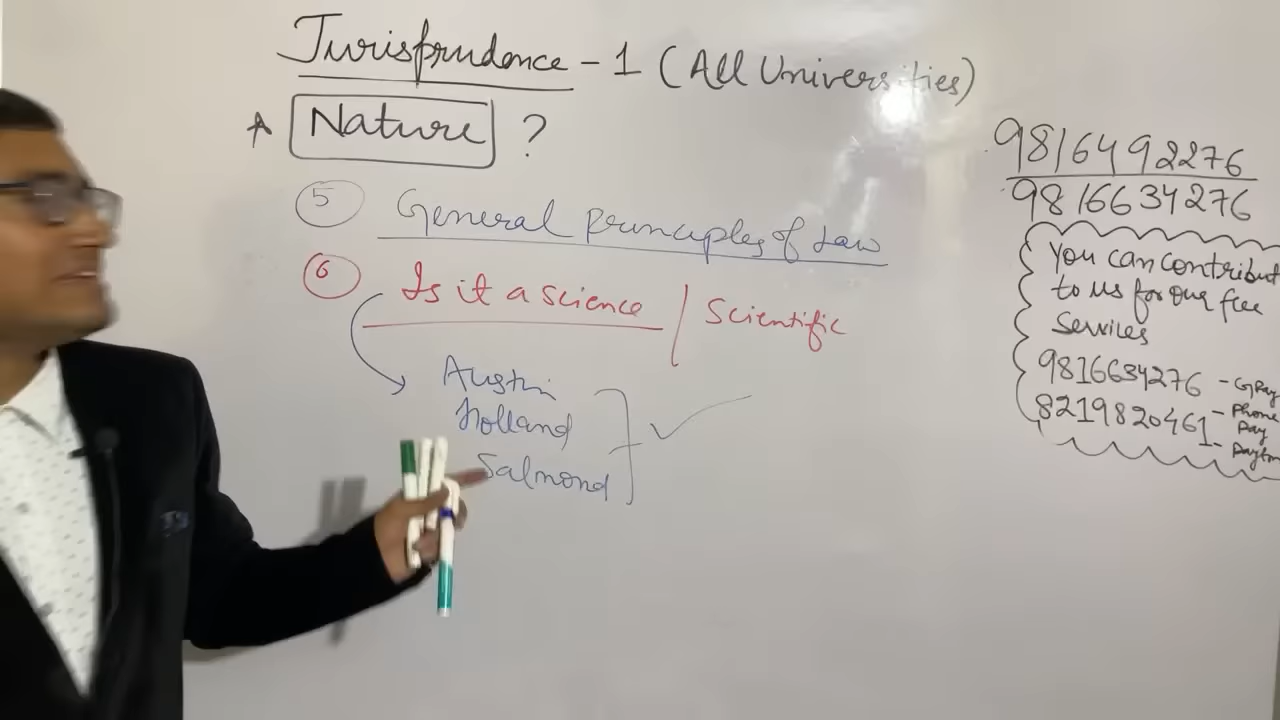 Jurisprudence - 1 (All Universities)
* Nature ?
5 General Principles of Law
6 Is it a science / Scientific
Austin
Holland
Salmond
9816492276
9816634276
You can contribut
to us for our free
Services
9816634276 - GPay
8219820461 - Phone
Pay
- Paytm